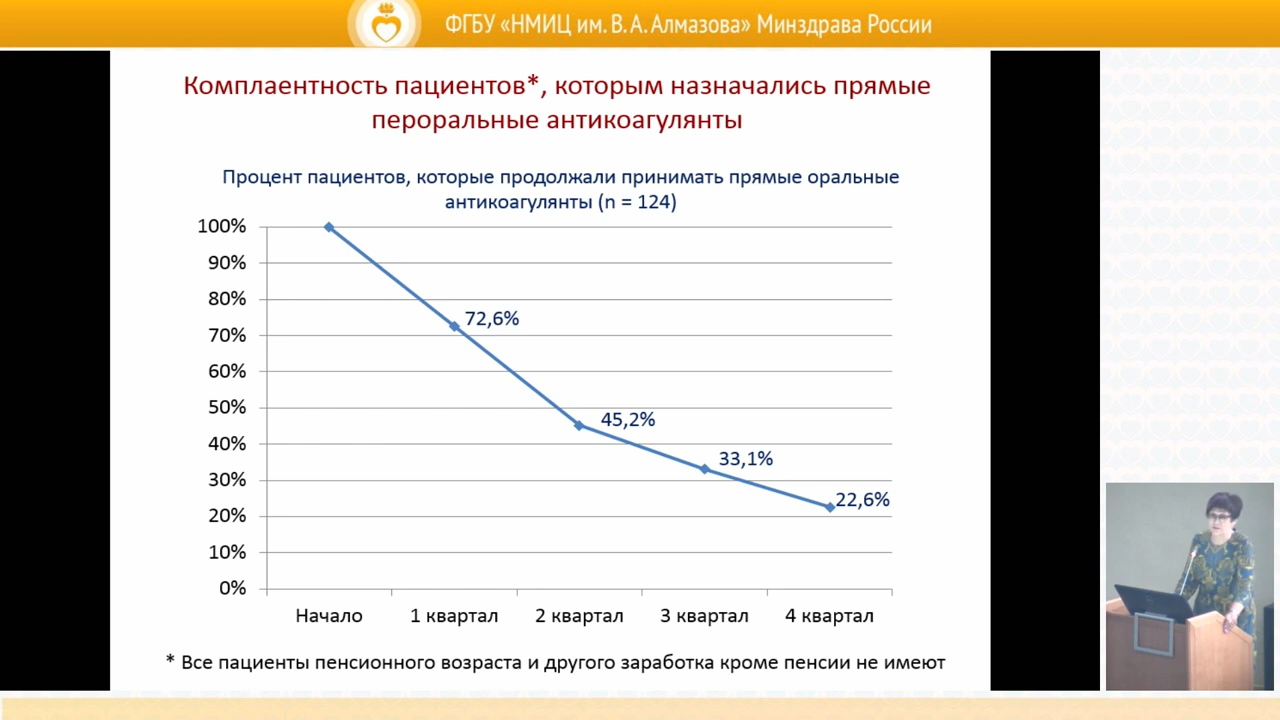 ФГБУ «НМИЦ им. В. А. Алмазова» Минздрава России
Комплаентность пациентов*, которым назначались прямые
пероральные антикоагулянты
Процент пациентов, которые продолжали принимать прямые оральные
антикоагулянты (n = 124)
100%
90%
80%
70%
60%
50%
40%
30%
20%
10%
0%
72,6%
45,2%
33,1%
22,6%
Начало 1 квартал 2 квартал 3 квартал 4 квартал
* Все пациенты пенсионного возраста и другого заработка кроме пенсии не имеют